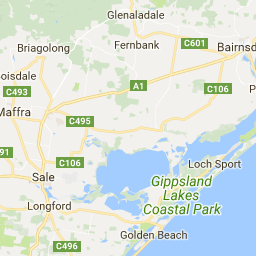 Glenaladale
Briagolong
Fernbank
C601
Bairnsd
oisdale
C493
A1
C106
Maffra
C495
91
C106
Loch Sport
Sale
Gippsland
Lakes
Coastal Park
Longford
Golden Beach
C496